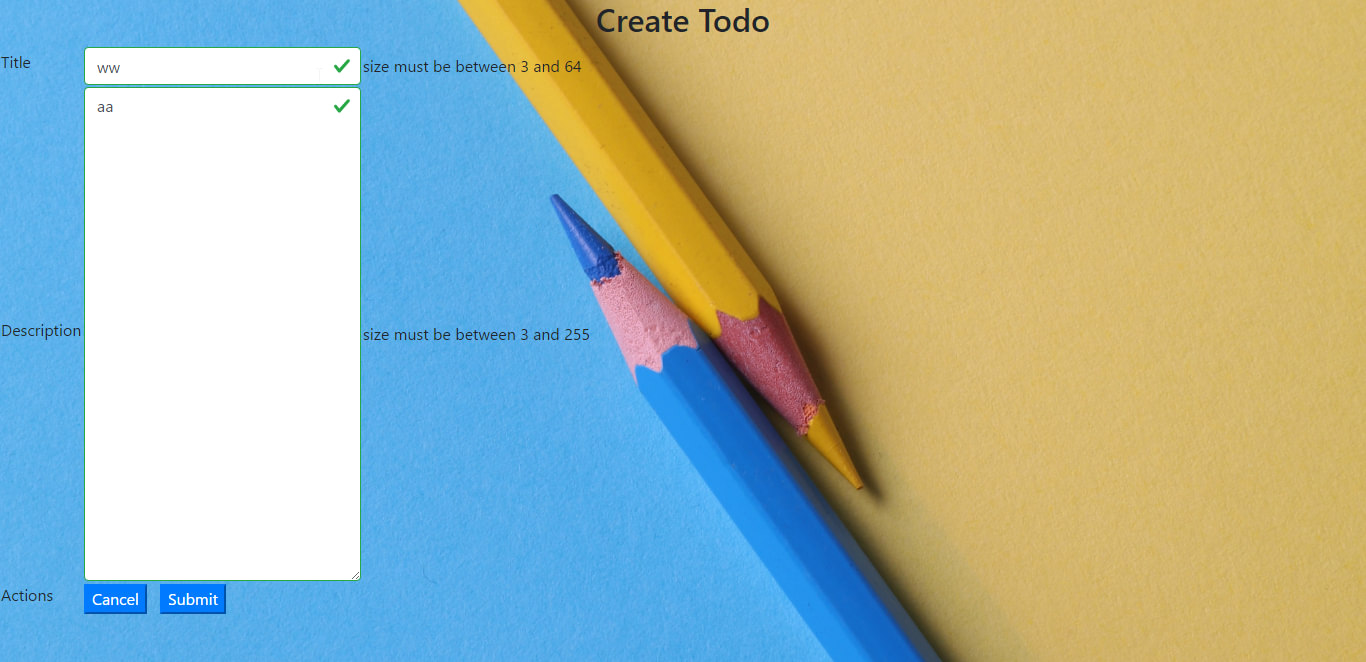 Create Todo
Title
ww
size must be between 3 and 64
aa
Description
size must be between 3 and 255
Actions
Cancel
Submit